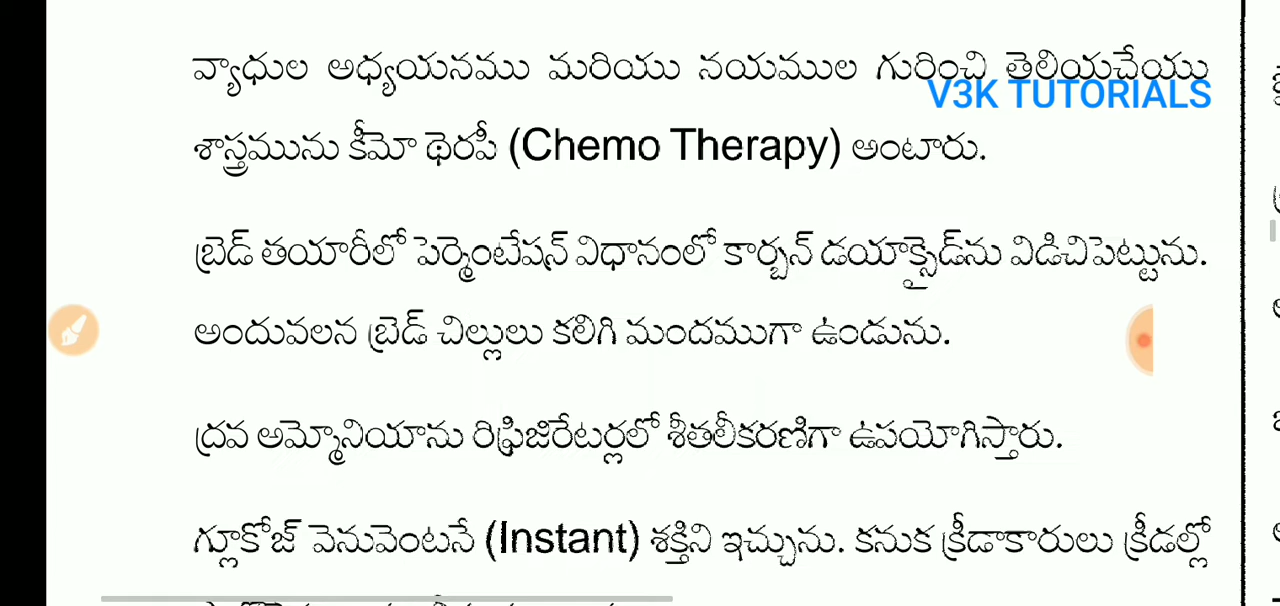 వ్యాధుల అధ్యయనము మరియు నయముల గురించి తెలియచేయు
V3K TUTORIALS
శాస్త్రమును కీమో థెరపీ (Chemo Therapy) అంటారు.
బ్రెడ్ తయారీలో పెర్మెంటేషన్ విధానంలో కార్బన్ డయాక్సైడ్‌ను విడిచిపెట్టును.
అందువలన బ్రెడ్ చిల్లులు కలిగి మందముగా ఉండును.
ద్రవ అమ్మోనియాను రిఫ్రిజిరేటర్లలో శీతలీకరణిగా ఉపయోగిస్తారు.
గ్లూకోజ్ వెనువెంటనే (Instant) శక్తిని ఇచ్చును. కనుక క్రీడాకారులు క్రీడల్లో